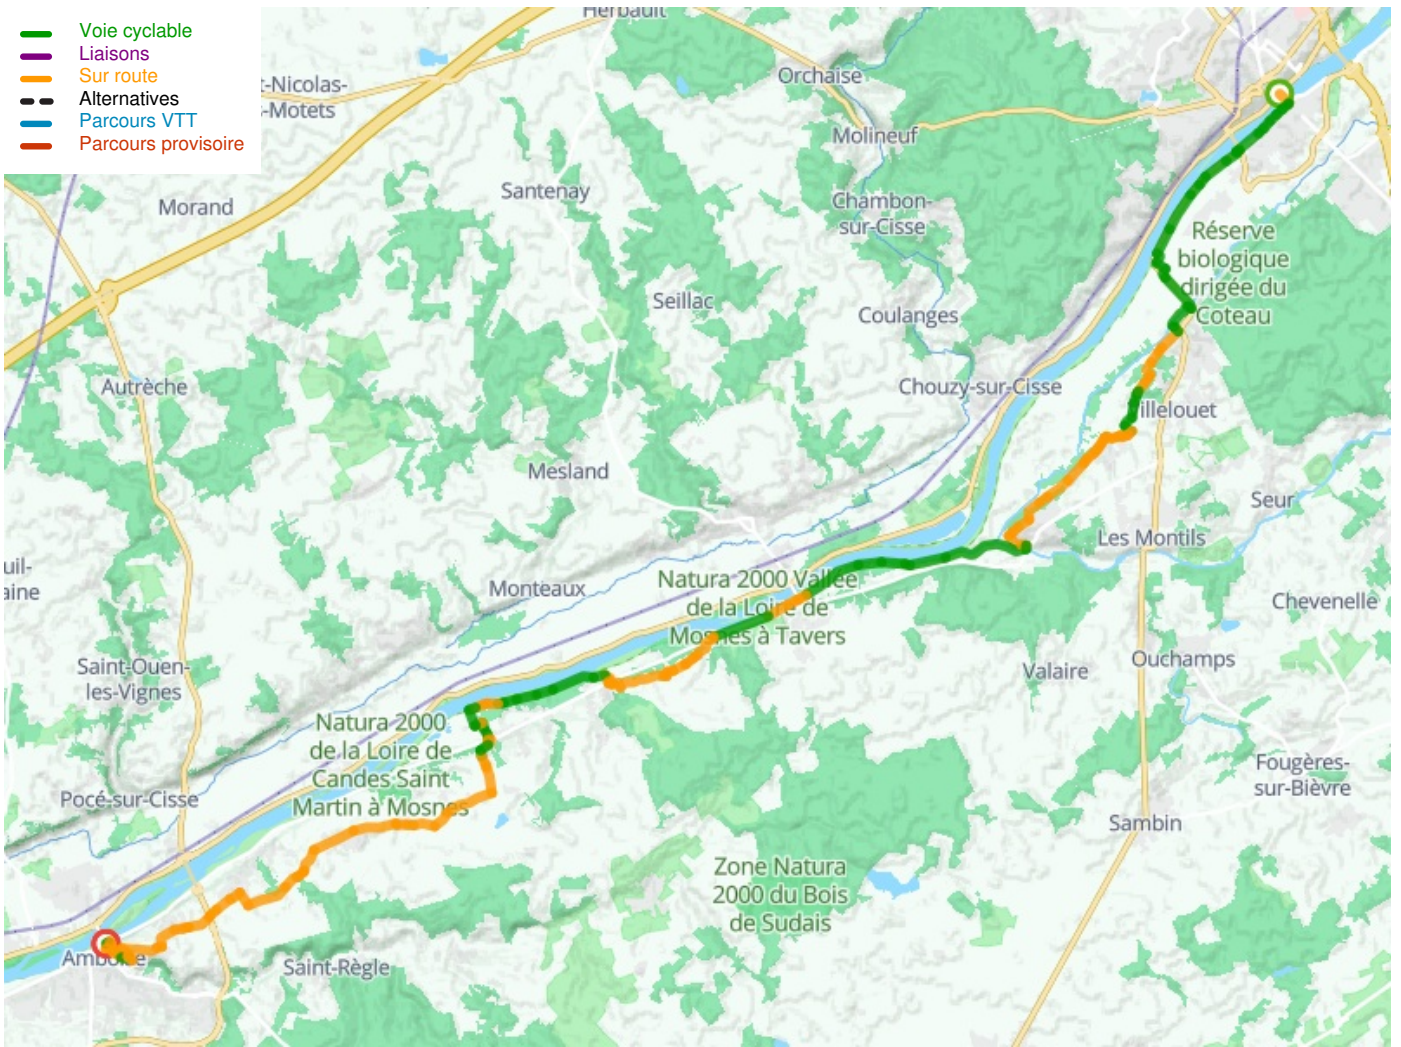 Voie cyclable
Liaisons
Sur route
Alternatives
Parcours VTT
Parcours provisoire
Herbault
Orchaise
t-Nicolas-
-Motets
Molineuf
Santenay
Morand
Chambon-
sur-Cisse
Réserve
biologique
dirigée du
Coteau
Seillac
Coulanges
Autrèche
Chouzy-sur-Cisse
illelouet
Mesland
Seur
Les Montils
uil-
aine
Monteaux
Natura 2000 Vallée
de la Loire de
Mosnes à Tavers
Chevenelle
Saint-Ouen-
les-Vignes
Valaire
Ouchamps
Natura 2000
de la Loire de
Candes Saint
Martin à Mosnes
Fougères-
sur-Bièvre
Pocé-sur-Cisse
Sambin
Zone Natura
2000 du Bois
de Sudais
Amboise
Saint-Règle